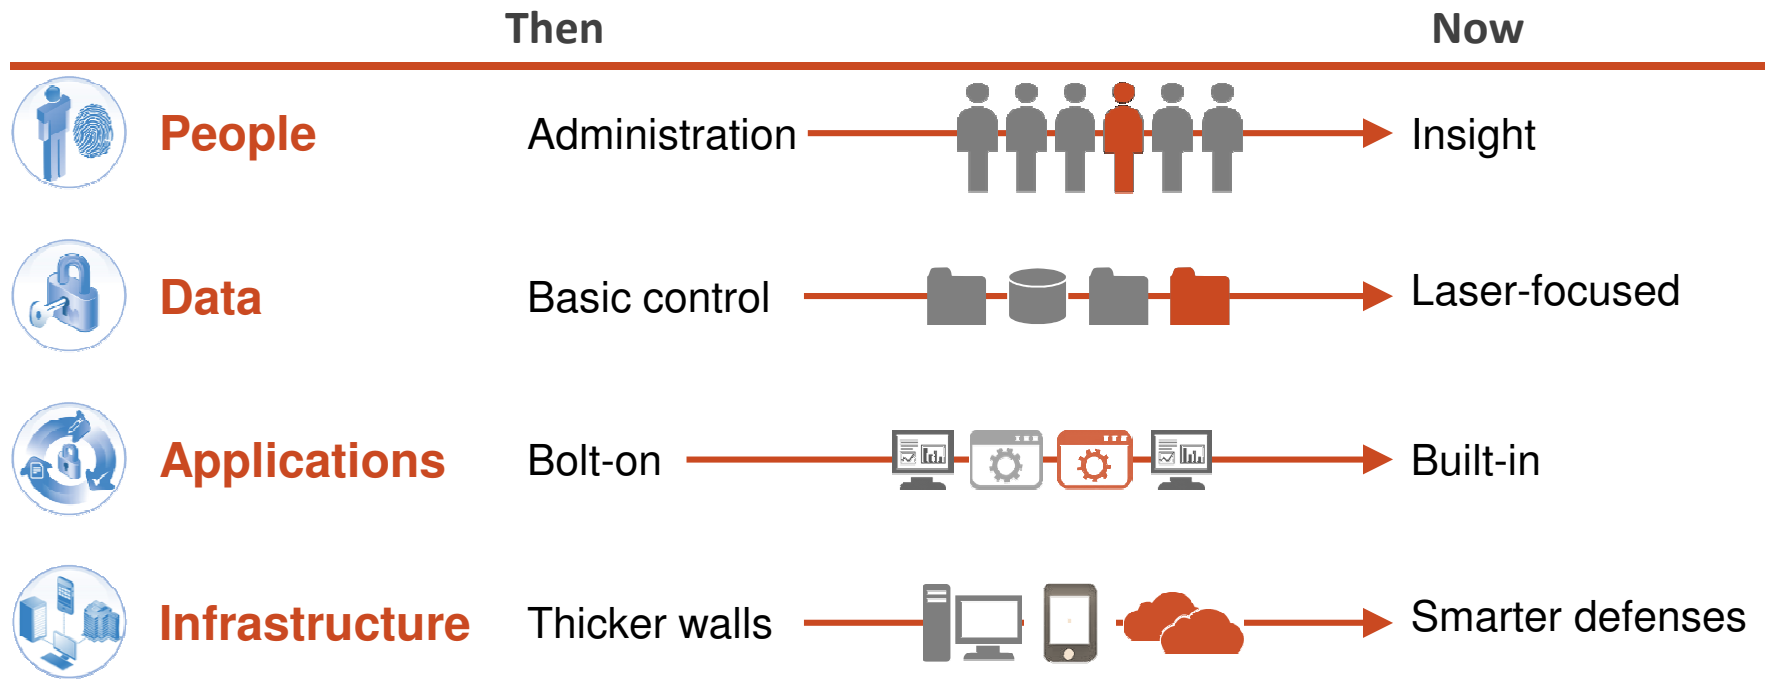 Then Now
People Administration Insight
Data Basic control Laser-focused
Applications Bolt-on Built-in
Infrastructure Thicker walls Smarter defenses